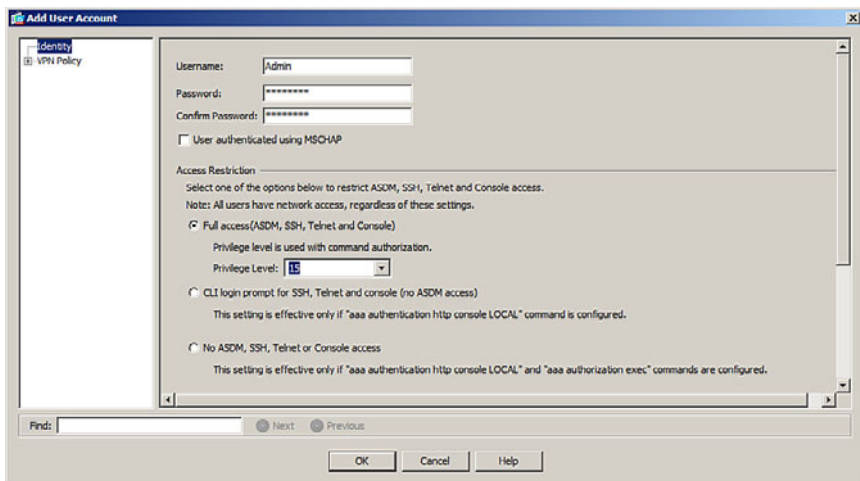 Add User Account
Identity
VPN Policy
Username: Admin
Password: ********
Confirm Password: ********
User authenticated using MSCHAP
Access Restriction
Select one of the options below to restrict ASDM, SSH, Telnet and Console access.
Note: All users have network access, regardless of these settings.
Full access(ASDM, SSH, Telnet and Console)
Privilege level is used with command authorization.
Privilege Level: 15
CLI login prompt for SSH, Telnet and console (no ASDM access)
This setting is effective only if "aaa authentication http console LOCAL" command is configured.
No ASDM, SSH, Telnet or Console access
This setting is effective only if "aaa authentication http console LOCAL" and "aaa authorization exec" commands are configured.
Find: Next Previous
OK Cancel Help